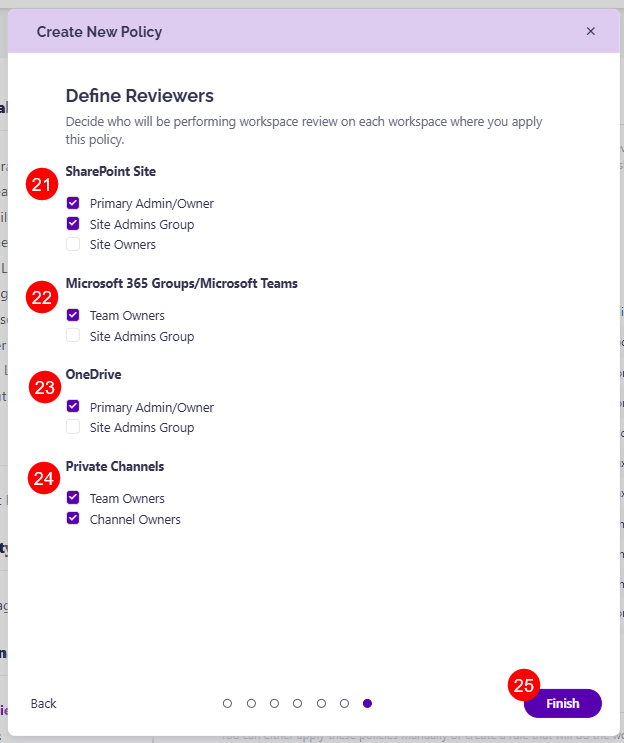 Create New Policy ×
Define Reviewers
Decide who will be performing workspace review on each workspace where you apply
this policy.
21
SharePoint Site
Primary Admin/Owner
Site Admins Group
Site Owners
22
Microsoft 365 Groups/Microsoft Teams
Team Owners
Site Admins Group
23
OneDrive
Primary Admin/Owner
Site Admins Group
24
Private Channels
Team Owners
Channel Owners
25
Back
Finish